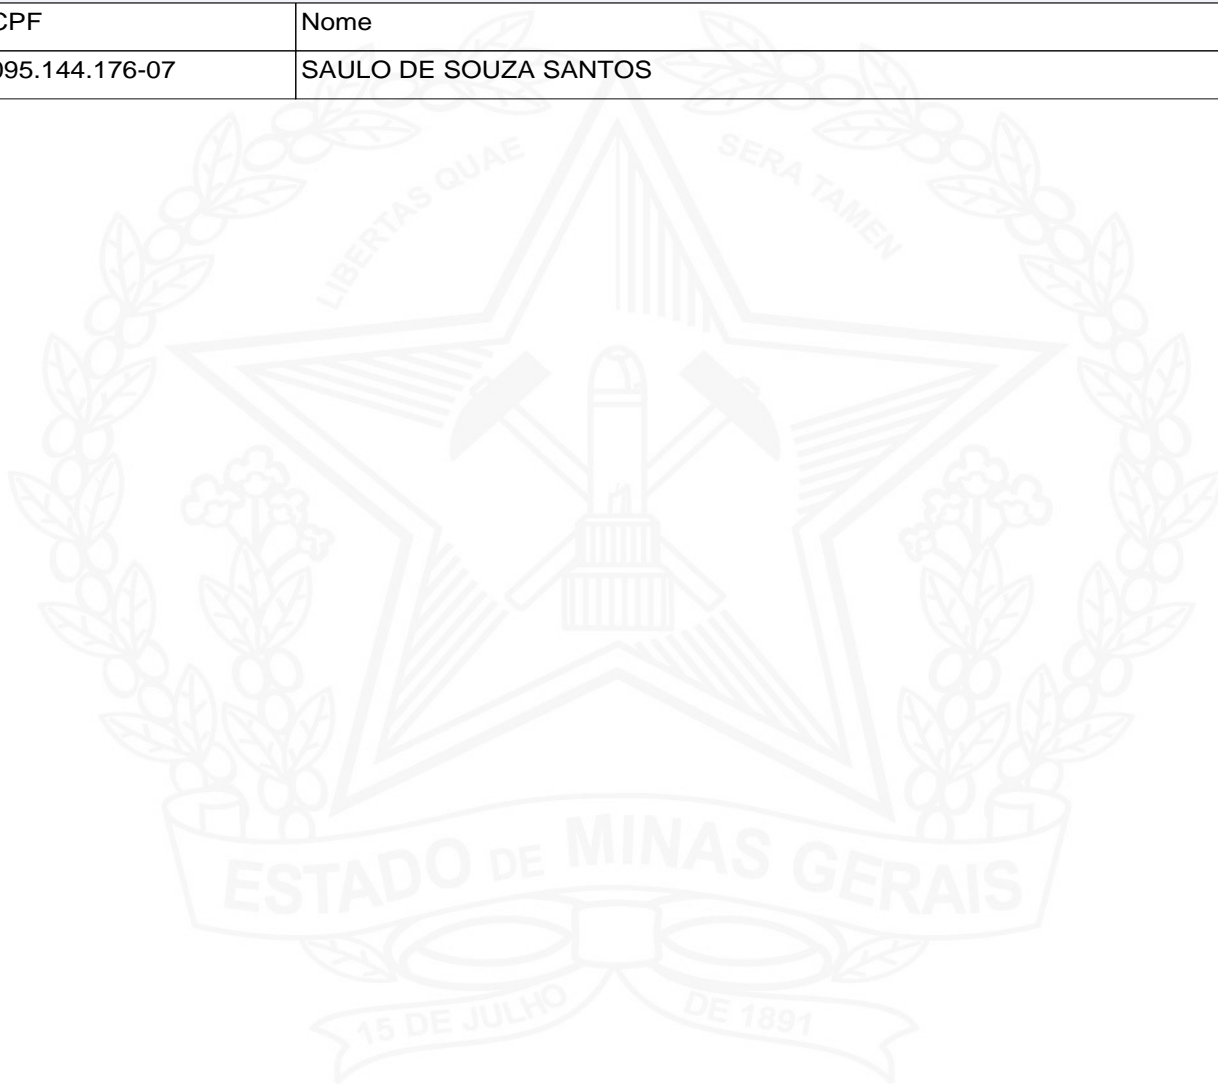 CPF Nome
095.144.176-07 SAULO DE SOUZA SANTOS
LIBERTAS QUAE SERA TAMEN
ESTADO DE MINAS GERAIS
15 DE JULHO DE 1891